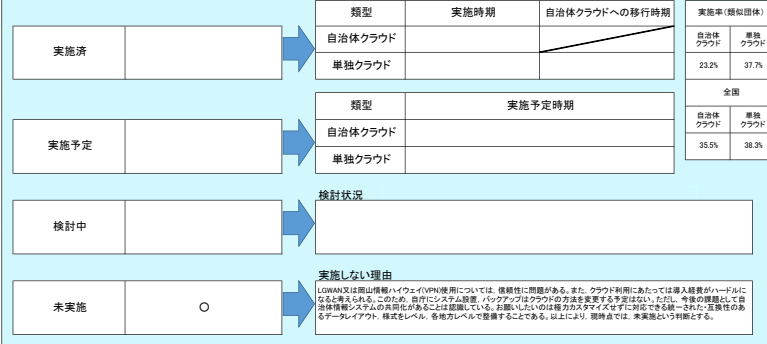 類型 実施時期 自治体クラウドへの移行時期
自治体クラウド
単独クラウド
実施済
実施率(類似団体)
自治体クラウド 単独クラウド
23.2% 37.7%
全国
自治体クラウド 単独クラウド
35.5% 38.3%
類型 実施予定時期
自治体クラウド
単独クラウド
実施予定
検討状況
検討中
実施しない理由
未実施 ○
LGWAN又は岡山情報ハイウェイ(VPN)使用については、信頼性に問題がある。また、クラウド利用にあたっては導入経費がハードルに
なると考えられる。このため、自庁にシステム設置、バックアップはクラウドの方法を変更する予定はない。ただし、今後の課題として自
治体情報システムの共同化があることは認識している。お願いしたいのは極力カスタマイズせずに対応できる統一された・互換性のあ
るデータレイアウト、様式をレベル、各地方レベルで整備することである。以上により、現時点では、未実施という判断とする。